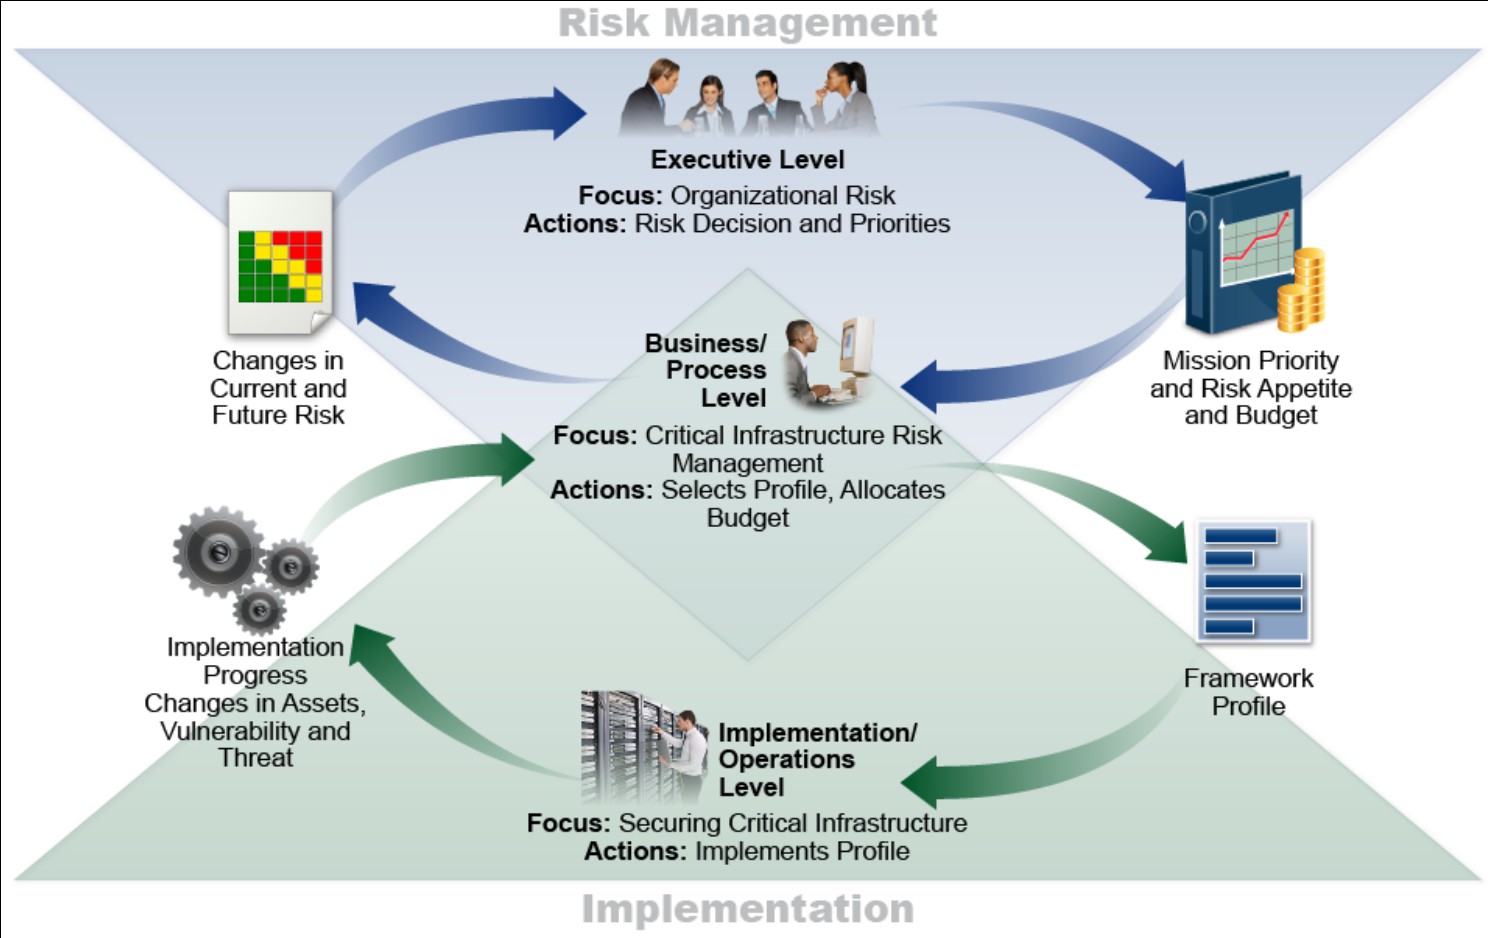 Risk Management
Executive Level
Focus: Organizational Risk
Actions: Risk Decision and Priorities
Changes in
Current and
Future Risk
Business/
Process
Level
Focus: Critical Infrastructure Risk
Management
Actions: Selects Profile, Allocates
Budget
Mission Priority
and Risk Appetite
and Budget
Implementation
Progress
Changes in Assets,
Vulnerability and
Threat
Framework
Profile
Implementation/
Operations
Level
Focus: Securing Critical Infrastructure
Actions: Implements Profile
Implementation